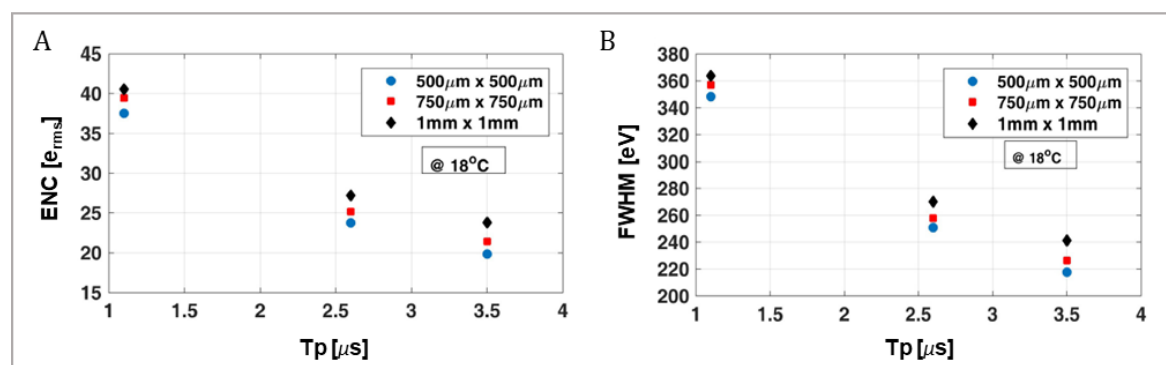 A
45
40
35
30
25
20
15
ENC [e_rms]
500μm x 500μm
750μm x 750μm
1mm x 1mm
@ 18°C
1 1.5 2 2.5 3 3.5 4
Tp [μs]
B
380
360
340
320
300
280
260
240
220
200
FWHM [eV]
500μm x 500μm
750μm x 750μm
1mm x 1mm
@ 18°C
1 1.5 2 2.5 3 3.5 4
Tp [μs]